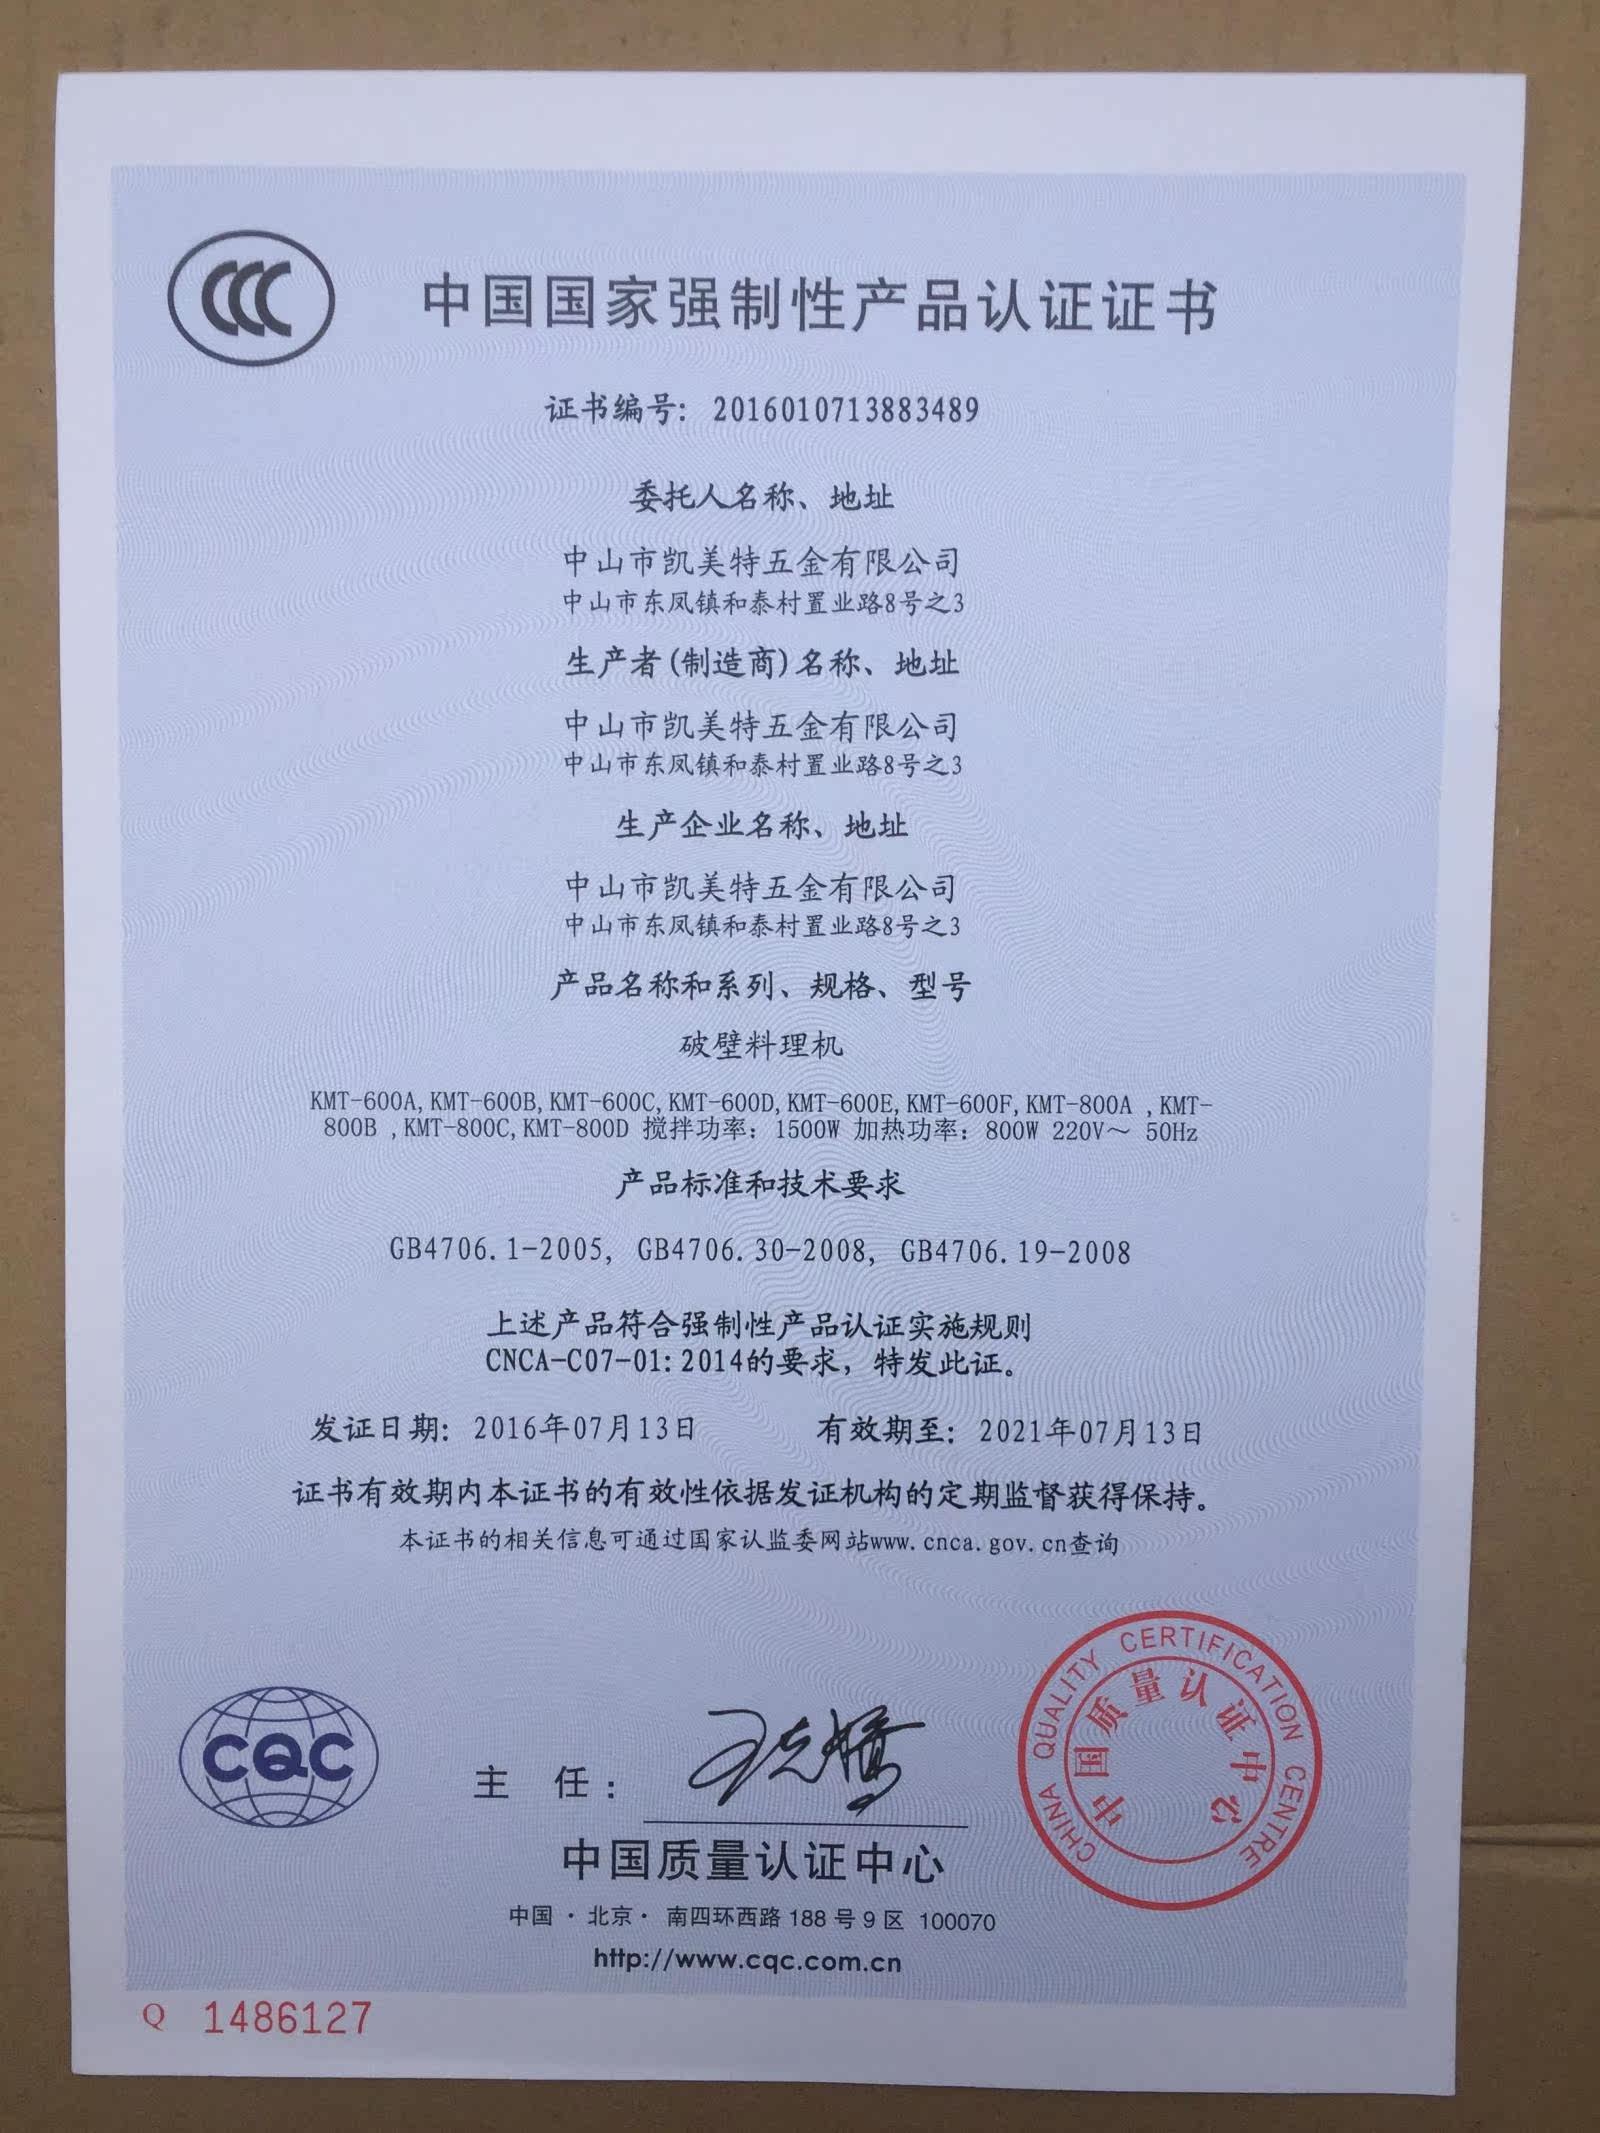 CCC
中国国家强制性产品认证证书
证书编号: 2016010713883489
委托人名称、地址
中山市凯美特五金有限公司
中山市东凤镇和泰村置业路8号之3
生产者(制造商)名称、地址
中山市凯美特五金有限公司
中山市东凤镇和泰村置业路8号之3
生产企业名称、地址
中山市凯美特五金有限公司
中山市东凤镇和泰村置业路8号之3
产品名称和系列、规格、型号
破壁料理机
KMT-600A,KMT-600B,KMT-600C,KMT-600D,KMT-600E,KMT-600F,KMT-800A ,KMT-
800B ,KMT-800C,KMT-800D 搅拌功率: 1500W 加热功率: 800W 220V～ 50Hz
产品标准和技术要求
GB4706.1-2005, GB4706.30-2008, GB4706.19-2008
上述产品符合强制性产品认证实施规则
CNCA-C07-01:2014的要求, 特发此证。
发证日期: 2016年07月13日 有效期至: 2021年07月13日
证书有效期内本证书的有效性依据发证机构的定期监督获得保持。
本证书的相关信息可通过国家认监委网站www.cnca.gov.cn查询
CHINA QUALITY CERTIFICATION CENTRE
中国质量认证中心
CQC
主 任:
中国质量认证中心
中国·北京· 南四环西路 188 号 9 区 100070
http://www.cqc.com.cn
Q 1486127